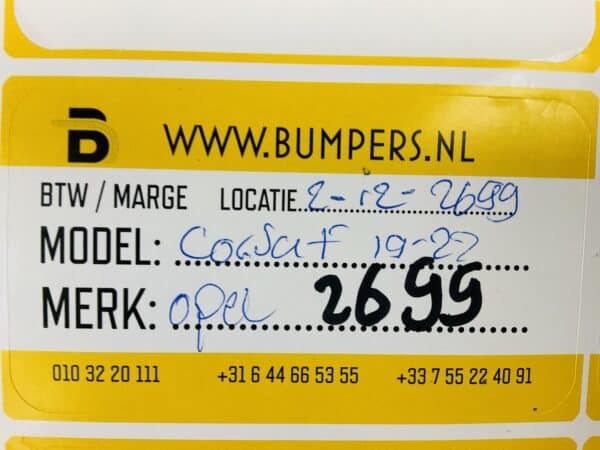 B WWW.BUMPERS.NL
BTW / MARGE LOCATIE 2-12-2699
MODEL: CorsaF 19-22
MERK: opel 2699
010 32 20 111 +31 6 44 66 53 55 +33 7 55 22 40 91